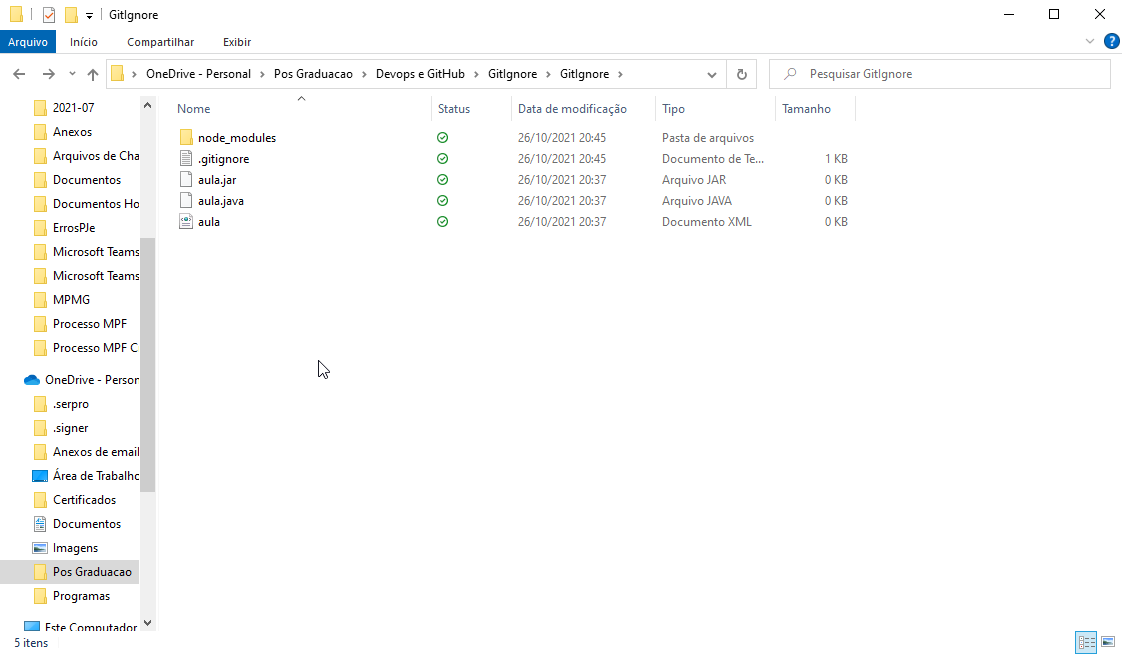 GitIgnore
Arquivo Início Compartilhar Exibir
OneDrive - Personal > Pos Graduacao > Devops e GitHub > GitIgnore > GitIgnore >
Pesquisar GitIgnore
2021-07
Anexos
Arquivos de Cha
Documentos
Documentos Ho
ErrosPJe
Microsoft Teams
Microsoft Teams
MPMG
Processo MPF
Processo MPF C
OneDrive - Person
.serpro
.signer
Anexos de email
Área de Trabalho
Certificados
Documentos
Imagens
Pos Graduacao
Programas
Este Computador
Nome Status Data de modificação Tipo Tamanho
node_modules 26/10/2021 20:45 Pasta de arquivos
.gitignore 26/10/2021 20:45 Documento de Te... 1 KB
aula.jar 26/10/2021 20:37 Arquivo JAR 0 KB
aula.java 26/10/2021 20:37 Arquivo JAVA 0 KB
aula 26/10/2021 20:37 Documento XML 0 KB
5 itens